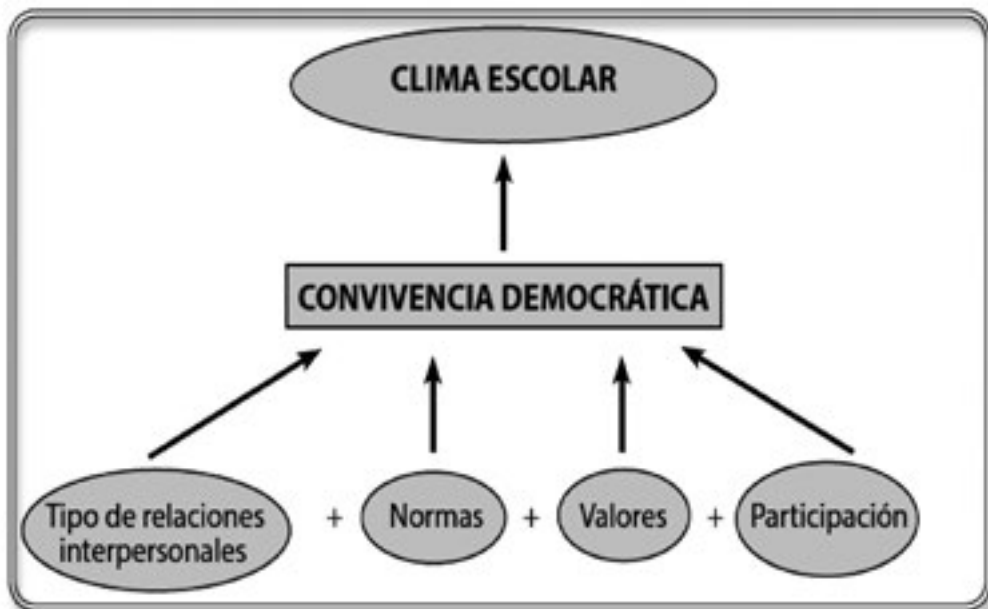 CLIMA ESCOLAR
CONVIVENCIA DEMOCRÁTICA
Tipo de relaciones
interpersonales
+
Normas
+
Valores
+
Participación